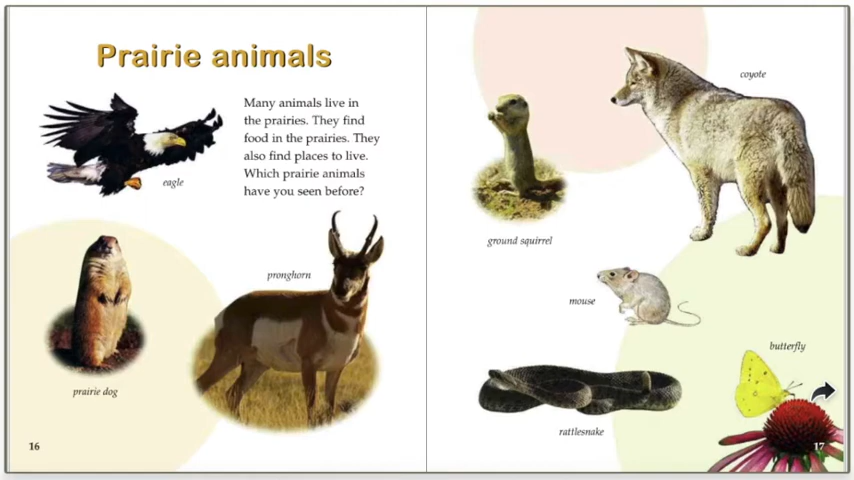 Prairie animals
Many animals live in
the prairies. They find
food in the prairies. They
also find places to live.
Which prairie animals
have you seen before?
eagle
pronghorn
prairie dog
16
coyote
ground squirrel
mouse
butterfly
rattlesnake
17